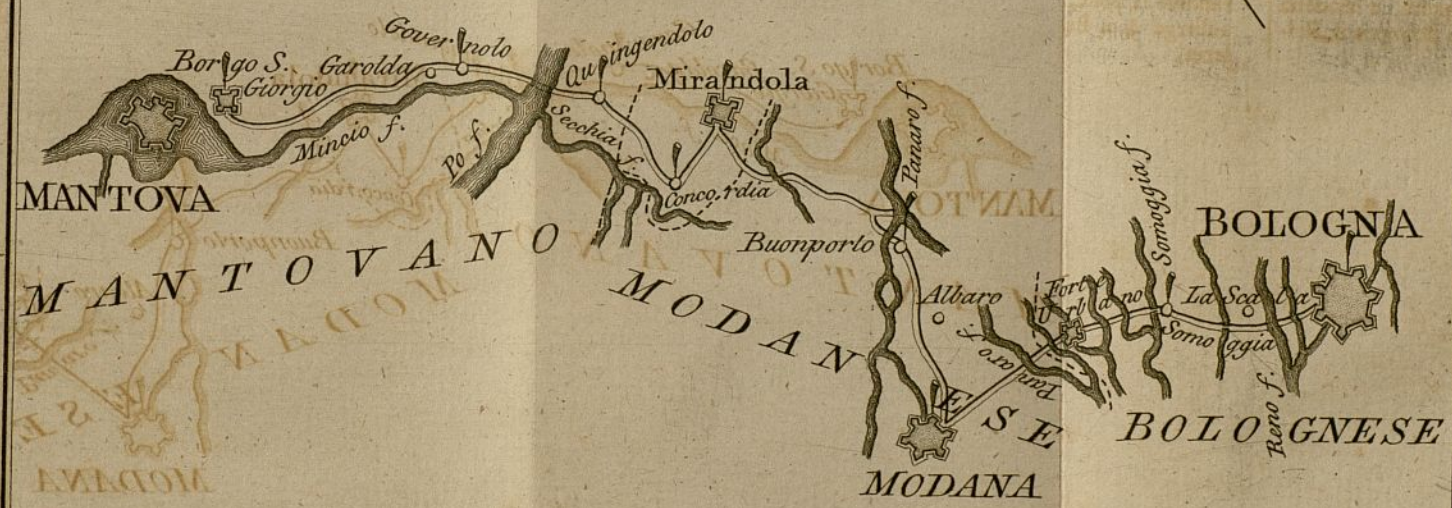 Borgo S.
Giorgio
Garolda
Governolo
Quingendolo
Mirandola
Mincio f.
Po f.
Secchia f.
Concordia
Panaro f.
MANTOVA
MANTOVANO
Buonporto
MODANESE
Albaro
Panaro f.
Forte
Urbano
Somoggia f.
La Scala
Somoggia
BOLOGNA
Reno f.
BOLOGNESE
MODANA